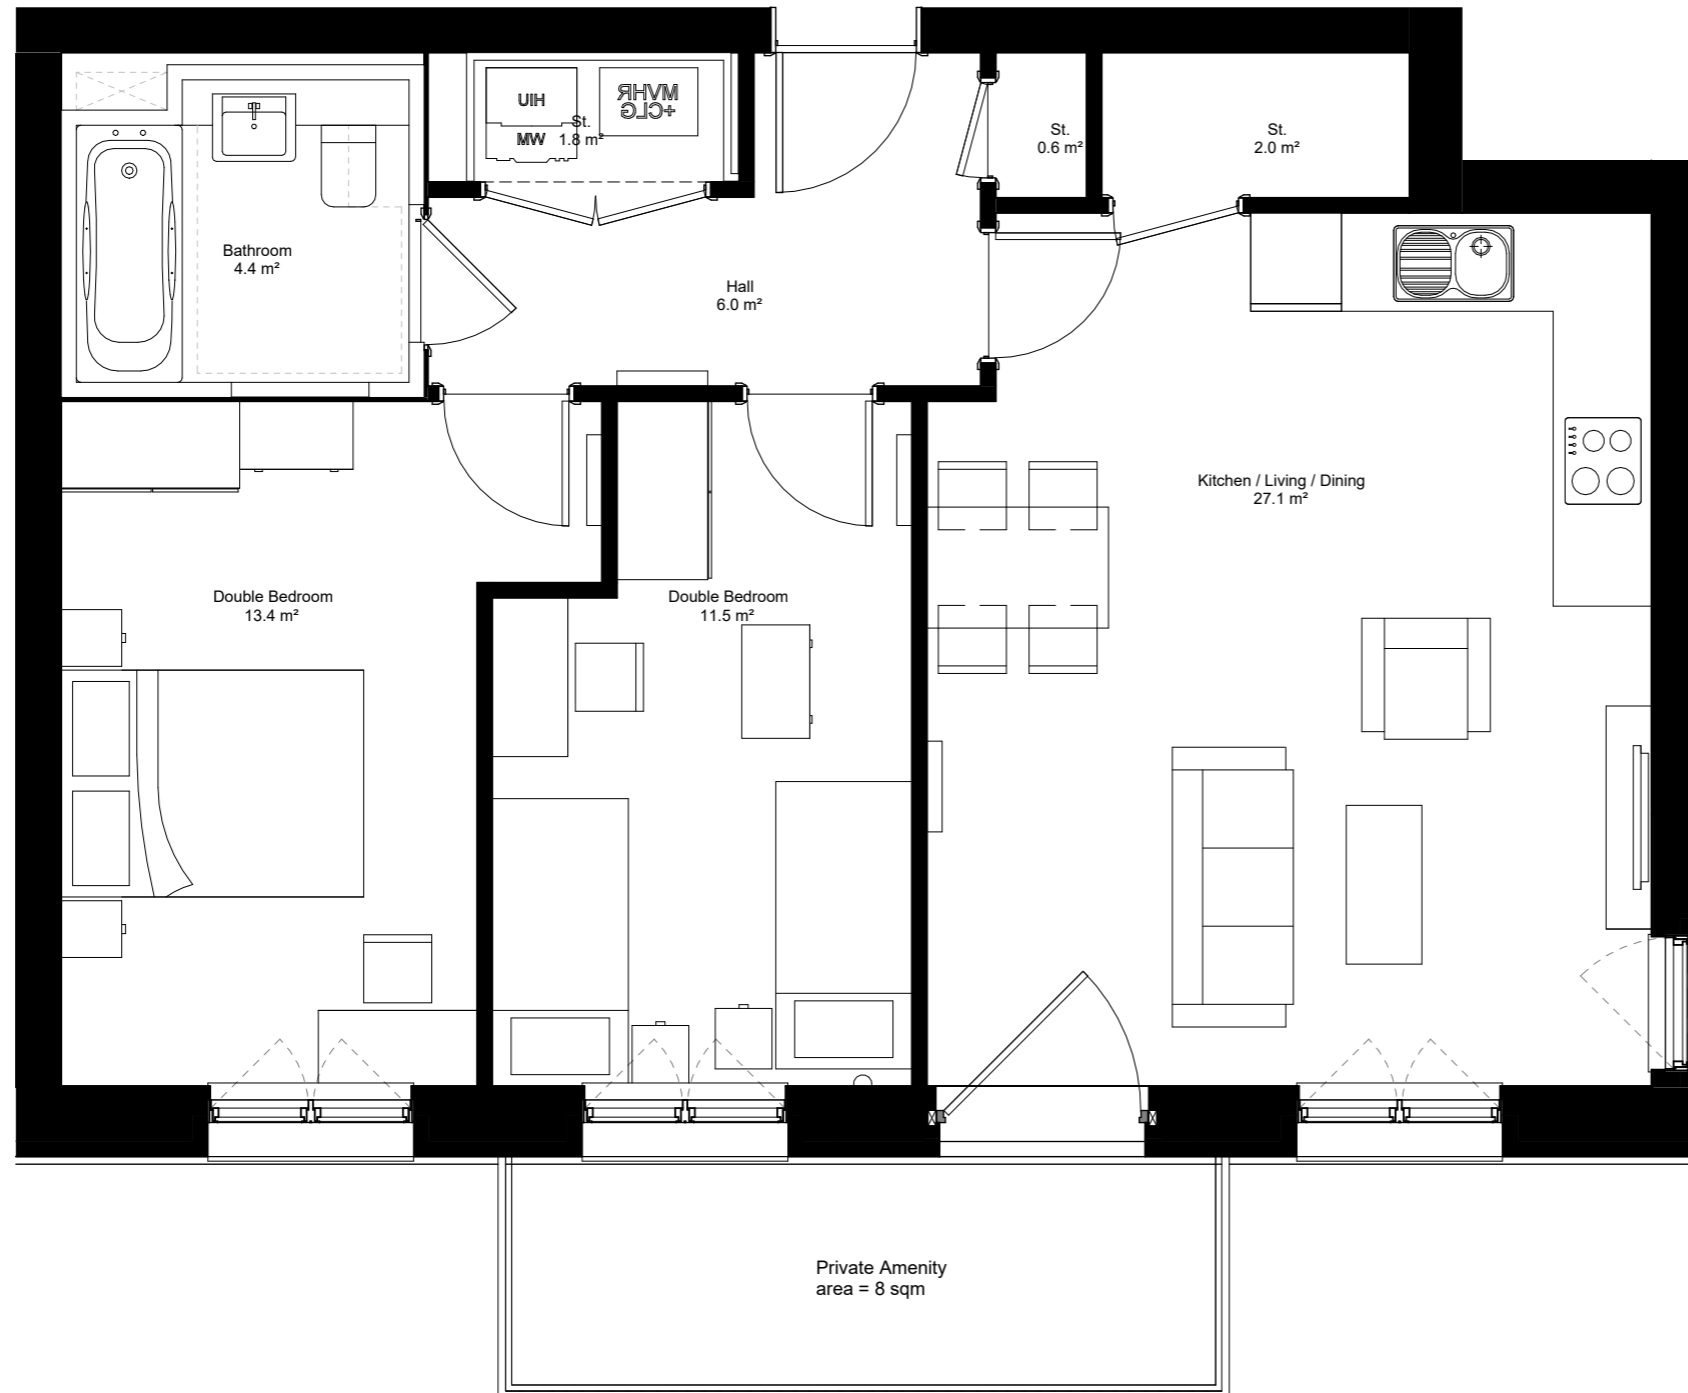 UIH
WM
MVHR
+CLG
St.
1.8 m²
St.
0.6 m²
St.
2.0 m²
Bathroom
4.4 m²
Hall
6.0 m²
Kitchen / Living / Dining
27.1 m²
Double Bedroom
13.4 m²
Double Bedroom
11.5 m²
Private Amenity
area = 8 sqm